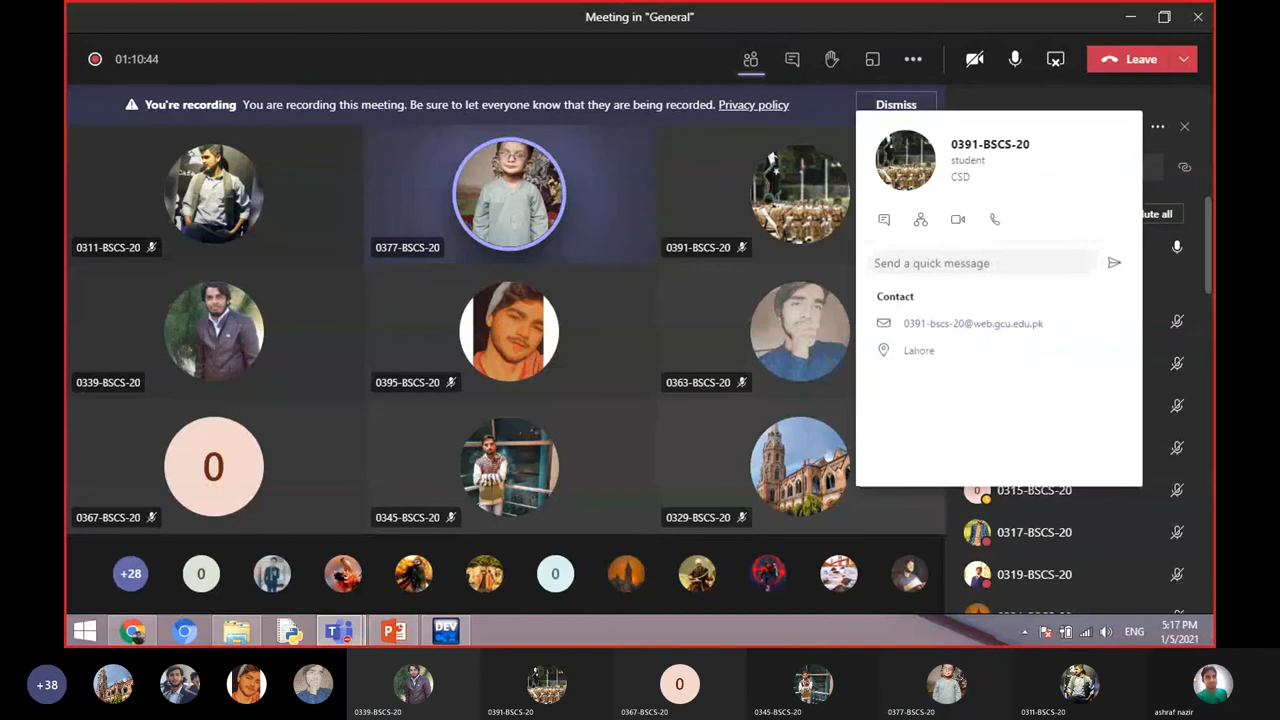 Meeting in "General"
01:10:44
Leave
You're recording You are recording this meeting. Be sure to let everyone know that they are being recorded. Privacy policy
Dismiss
0391-BSCS-20
student
CSD
ute all
Send a quick message
Contact
0391-bscs-20@web.gcu.edu.pk
Lahore
0311-BSCS-20
0377-BSCS-20
0391-BSCS-20
0339-BSCS-20
0395-BSCS-20
0363-BSCS-20
0
0367-BSCS-20
0345-BSCS-20
0329-BSCS-20
0315-BSCS-20
0317-BSCS-20
0319-BSCS-20
+28
0
0
DEV
ENG
5:17 PM
1/5/2021
+38
0
0339-BSCS-20
0391-BSCS-20
0367-BSCS-20
0345-BSCS-20
0377-BSCS-20
0311-BSCS-20
ashraf nazir